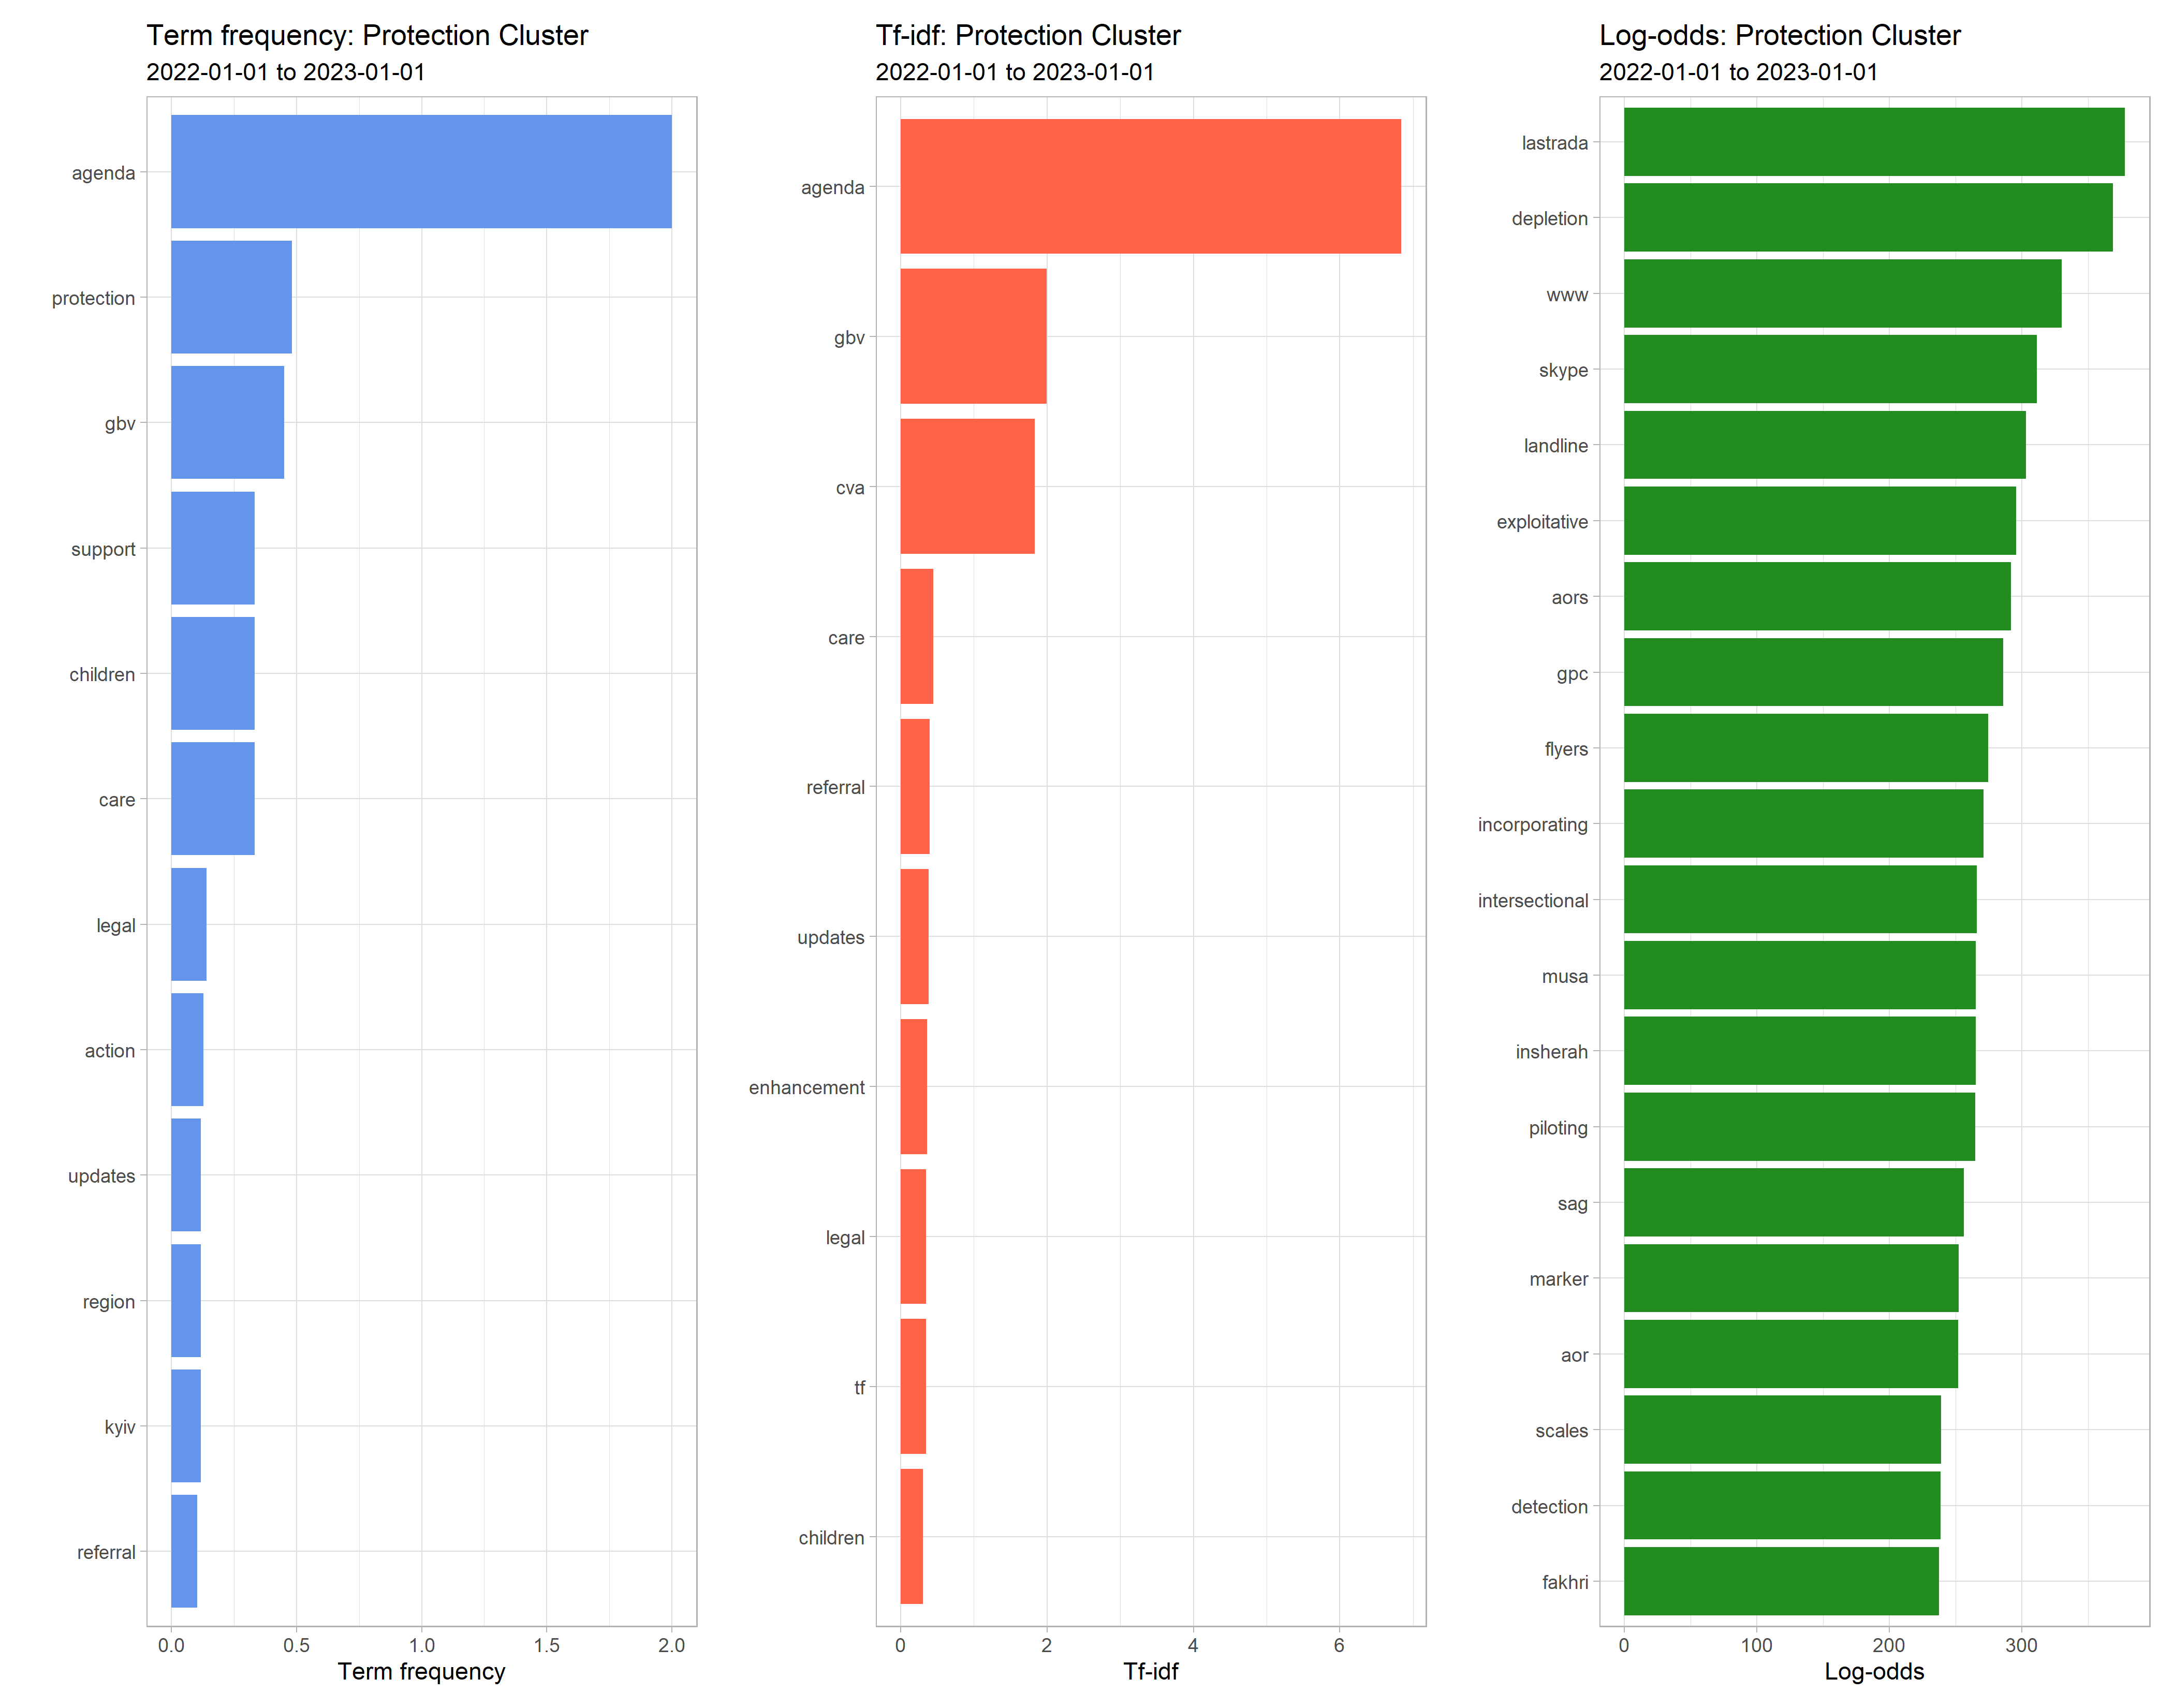 Term frequency: Protection Cluster
2022-01-01 to 2023-01-01
agenda
protection
gbv
support
children
care
legal
action
updates
region
kyiv
referral
0.0 0.5 1.0 1.5 2.0
Term frequency
Tf-idf: Protection Cluster
2022-01-01 to 2023-01-01
agenda
gbv
cva
care
referral
updates
enhancement
legal
tf
children
0 2 4 6
Tf-idf
Log-odds: Protection Cluster
2022-01-01 to 2023-01-01
lastrada
depletion
www
skype
landline
exploitative
aors
gpc
flyers
incorporating
intersectional
musa
insherah
piloting
sag
marker
aor
scales
detection
fakhri
0 100 200 300
Log-odds